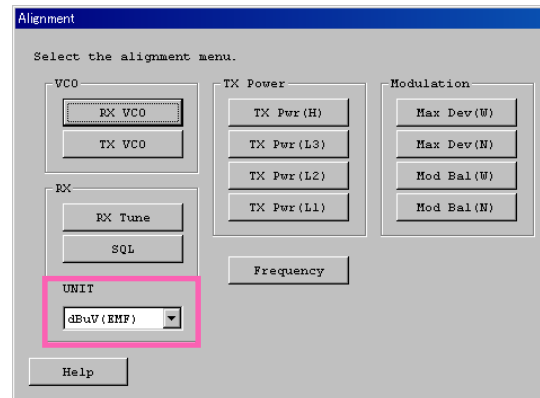 Alignment
Select the alignment menu.
VCO
RX VCO
TX VCO
RX
RX Tune
SQL
UNIT
dBuV(EMF)
TX Power
TX Pwr(H)
TX Pwr(L3)
TX Pwr(L2)
TX Pwr(L1)
Frequency
Modulation
Max Dev(W)
Max Dev(N)
Mod Bal(W)
Mod Bal(N)
Help